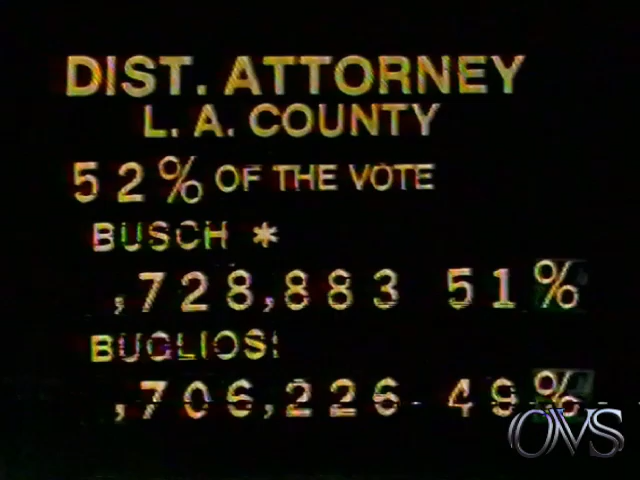 DIST. ATTORNEY
L. A. COUNTY
52% OF THE VOTE
BUSCH *
,728,883 51%
BUGLIOSI
,706,226 49%
OVS